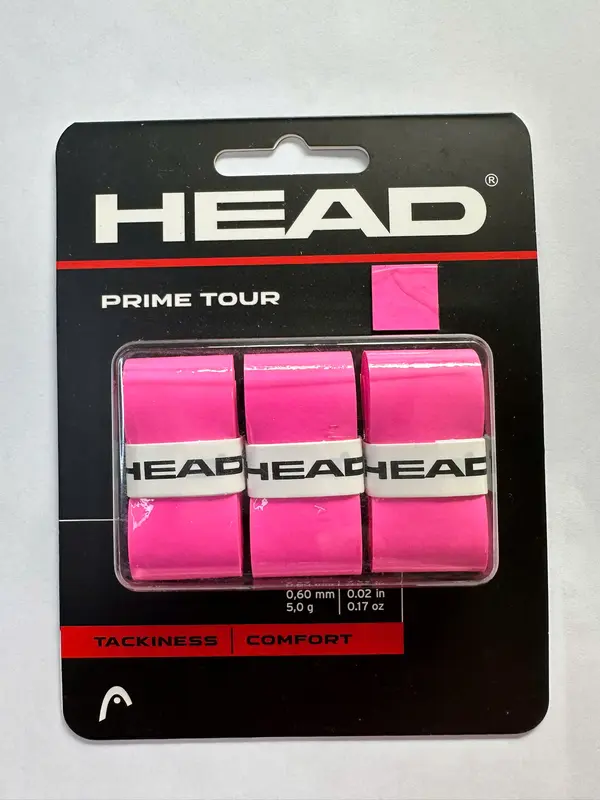 HEAD®
PRIME TOUR
HEAD HEAD HEAD
0,60 mm | 0.02 in
5,0 g | 0.17 oz
TACKINESS | COMFORT